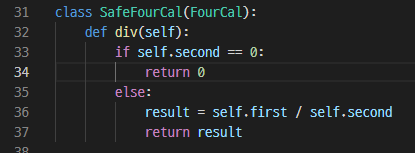 31 class SafeFourCal(FourCal):
32     def div(self):
33         if self.second == 0:
34             return 0
35         else:
36             result = self.first / self.second
37             return result